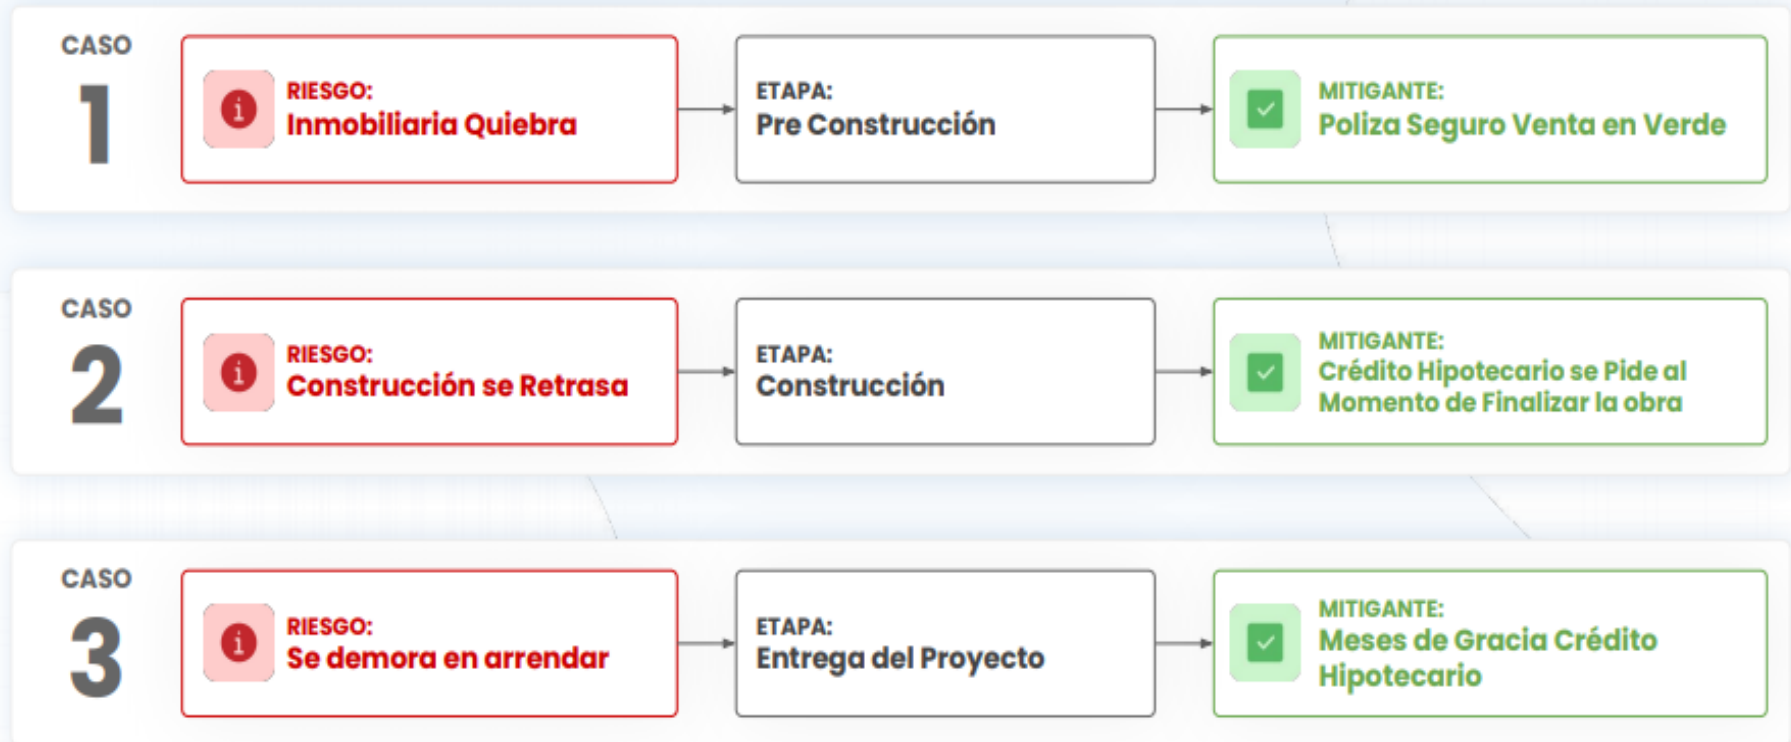 CASO
1
RIESGO:
Inmobiliaria Quiebra
ETAPA:
Pre Construcción
MITIGANTE:
Poliza Seguro Venta en Verde
CASO
2
RIESGO:
Construcción se Retrasa
ETAPA:
Construcción
MITIGANTE:
Crédito Hipotecario se Pide al
Momento de Finalizar la obra
CASO
3
RIESGO:
Se demora en arrendar
ETAPA:
Entrega del Proyecto
MITIGANTE:
Meses de Gracia Crédito
Hipotecario